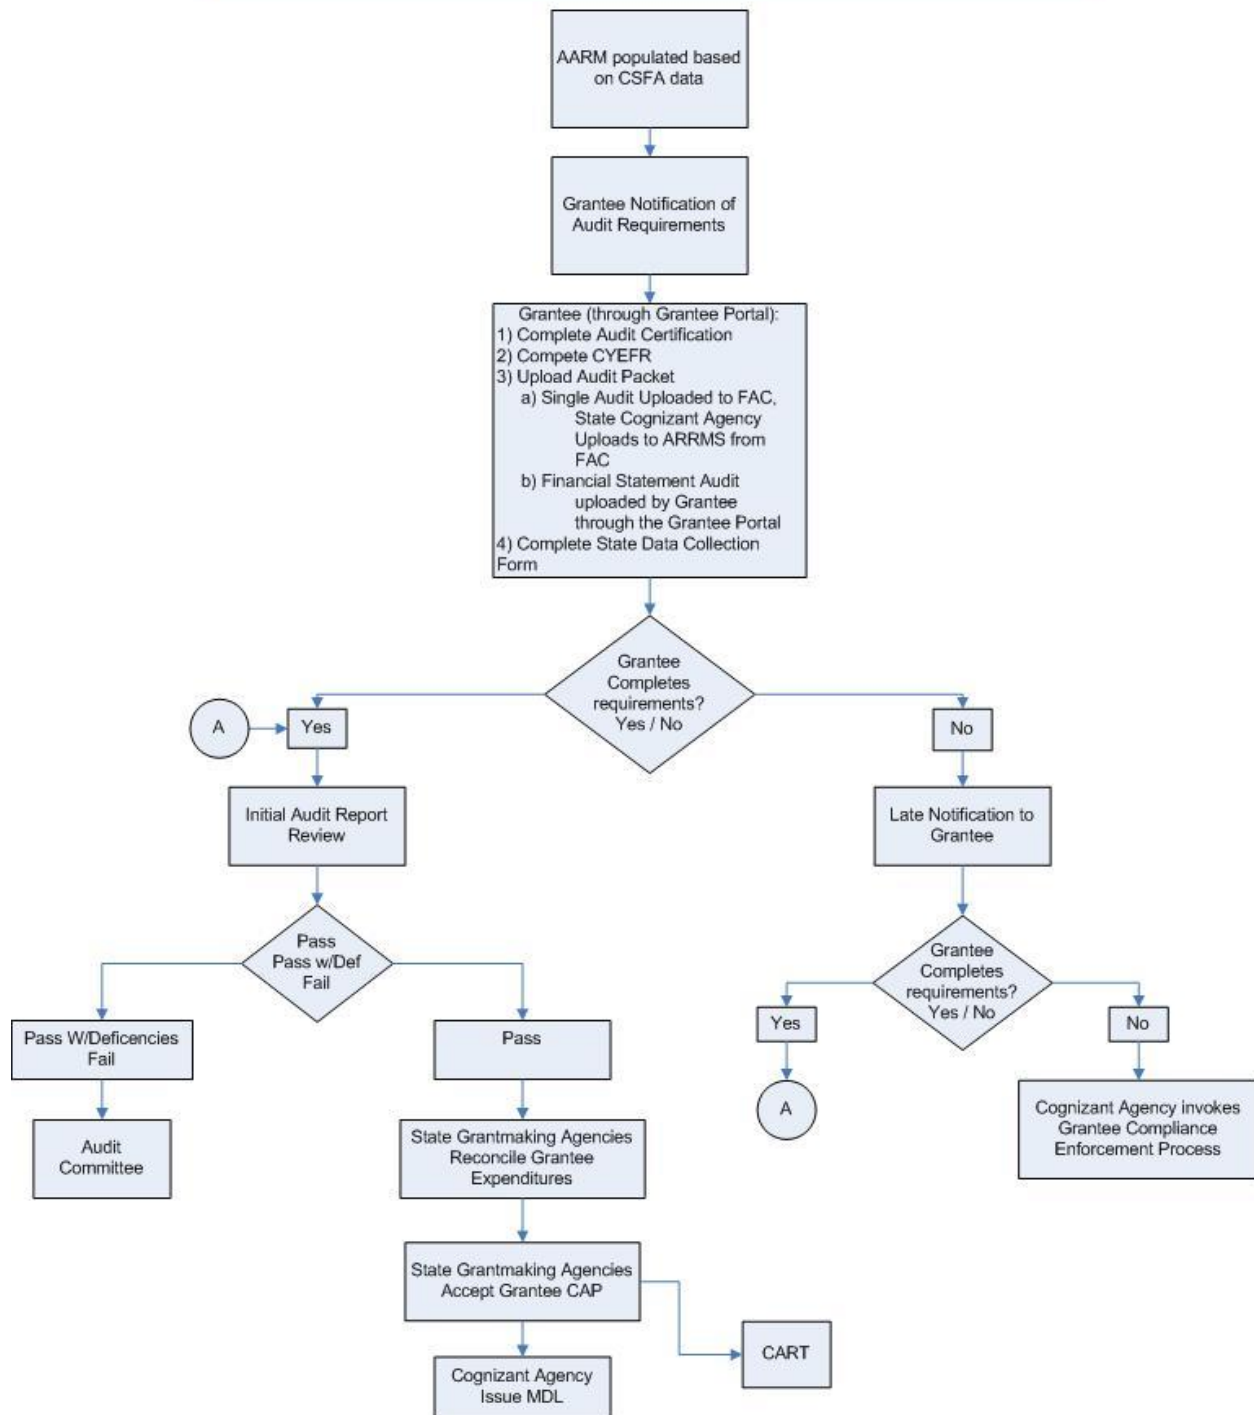 AARM populated based
on CSFA data
Grantee Notification of
Audit Requirements
Grantee (through Grantee Portal):
1) Complete Audit Certification
2) Compete CYEFR
3) Upload Audit Packet
a) Single Audit Uploaded to FAC,
State Cognizant Agency
Uploads to ARRMS from
FAC
b) Financial Statement Audit
uploaded by Grantee
through the Grantee Portal
4) Complete State Data Collection
Form
Grantee
Completes
requirements?
Yes / No
A
Yes
No
Initial Audit Report
Review
Late Notification to
Grantee
Pass
Pass w/Def
Fail
Grantee
Completes
requirements?
Yes / No
Pass W/Deficencies
Fail
Pass
Yes
No
Audit
Committee
State Grantmaking Agencies
Reconcile Grantee
Expenditures
A
Cognizant Agency invokes
Grantee Compliance
Enforcement Process
State Grantmaking Agencies
Accept Grantee CAP
CART
Cognizant Agency
Issue MDL